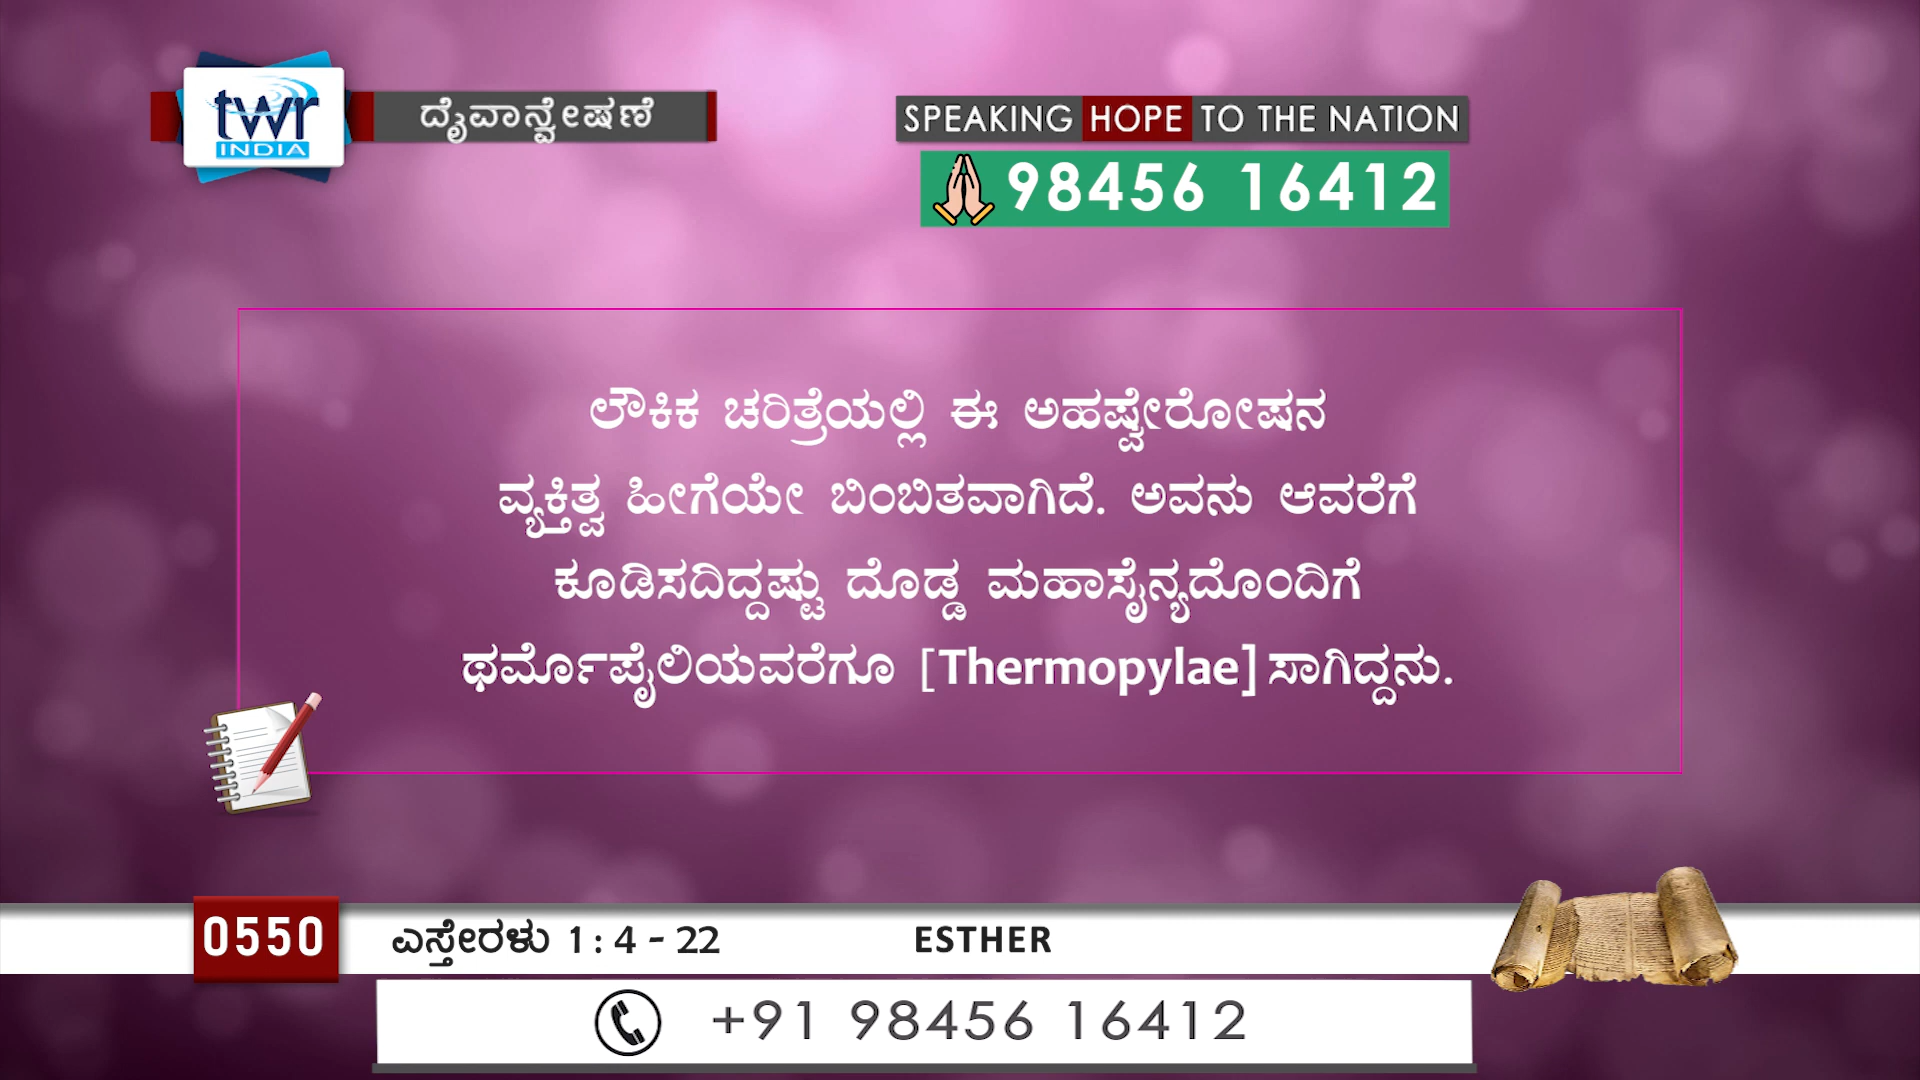 twr
INDIA
ದೈವಾನ್ವೇಷಣೆ
SPEAKING HOPE TO THE NATION
98456 16412
ಲೌಕಿಕ ಚರಿತ್ರೆಯಲ್ಲಿ ಈ ಅಹಷ್ವೇರೋಷನ
ವ್ಯಕ್ತಿತ್ವ ಹೀಗೆಯೇ ಬಿಂಬಿತವಾಗಿದೆ. ಅವನು ಆವರೆಗೆ
ಕೂಡಿಸದಿದ್ದಷ್ಟು ದೊಡ್ಡ ಮಹಾಸೈನ್ಯದೊಂದಿಗೆ
ಥರ್ಮೊಪೈಲಿಯವರೆಗೂ [Thermopylae] ಸಾಗಿದ್ದನು.
0550 ಎಸ್ತೇರಳು 1 : 4 - 22 ESTHER
+91 98456 16412